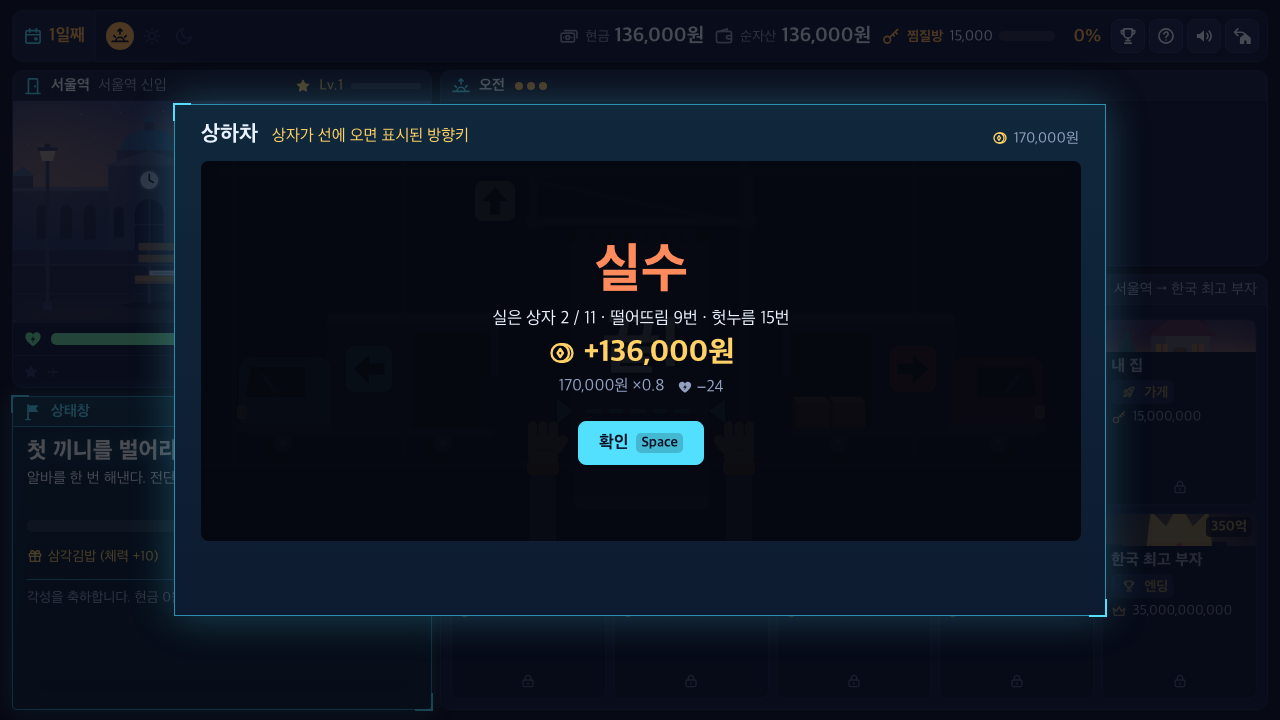 1일째
현금 136,000원 순자산 136,000원 찜질방 15,000 0%
서울역 서울역 신입 Lv.1
오전
상하차 상자가 선에 오면 표시된 방향키 170,000원
실수
실은 상자 2 / 11 · 떨어뜨림 9번 · 헛누름 15번
+136,000원
170,000원 ×0.8 −24
확인 Space
상태창
첫 끼니를 벌어라
알바를 한 번 해낸다. 전단
삼각김밥 (체력 +10)
각성을 축하합니다. 현금 0
서울역 → 한국 최고 부자
내 집
가게
15,000,000
350억
한국 최고 부자
엔딩
35,000,000,000